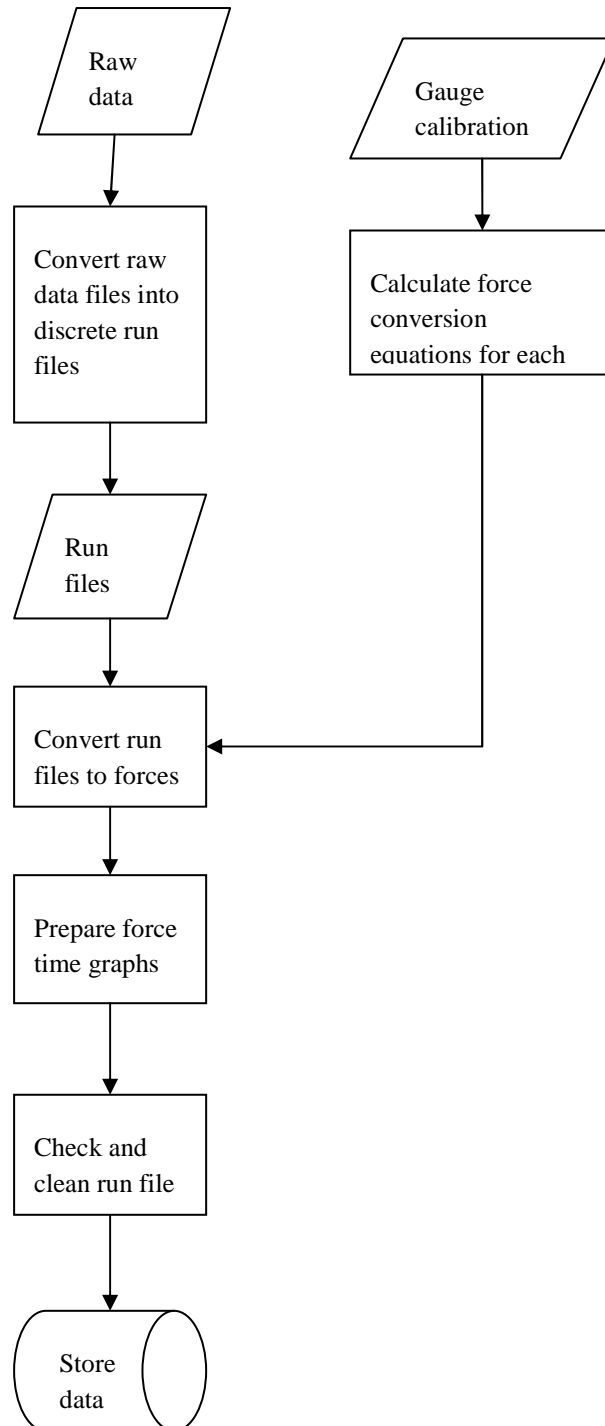 Raw
data
Gauge
calibration
Convert raw
data files into
discrete run
files
Calculate force
conversion
equations for each
Run
files
Convert run
files to forces
Prepare force
time graphs
Check and
clean run file
Store
data